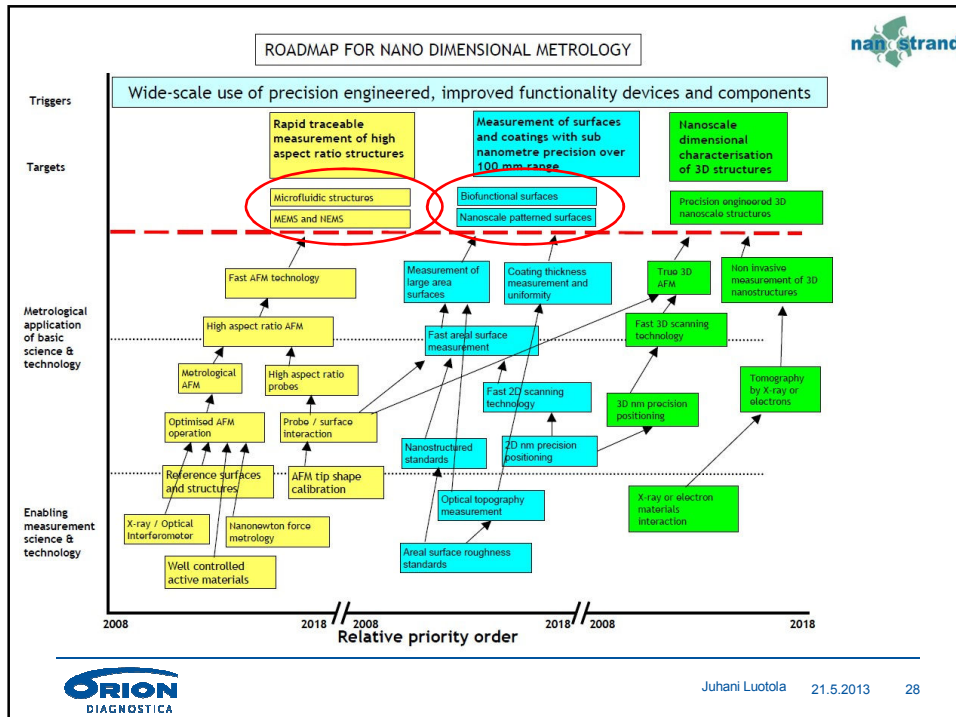 ROADMAP FOR NANO DIMENSIONAL METROLOGY
nanostrand
Triggers
Wide-scale use of precision engineered, improved functionality devices and components
Targets
Rapid traceable
measurement of high
aspect ratio structures
Measurement of surfaces
and coatings with sub
nanometre precision over
100 mm range
Nanoscale
dimensional
characterisation
of 3D structures
Microfluidic structures
MEMS and NEMS
Biofunctional surfaces
Nanoscale patterned surfaces
Precision engineered 3D
nanoscale structures
Metrological
application
of basic
science &
technology
Fast AFM technology
Measurement of
large area
surfaces
Coating thickness
measurement and
uniformity
True 3D
AFM
Non invasive
measurement of 3D
nanostructures
High aspect ratio AFM
Fast areal surface
measurement
Fast 3D scanning
technology
Metrological
AFM
High aspect ratio
probes
Fast 2D scanning
technology
Tomography
by X-ray or
electrons
Optimised AFM
operation
Probe / surface
interaction
3D nm precision
positioning
Nanostructured
standards
2D nm precision
positioning
Reference surfaces
and structures
AFM tip shape
calibration
Enabling
measurement
science &
technology
Optical topography
measurement
X-ray or electron
materials
interaction
X-ray / Optical
Interferometer
Nanonewton force
metrology
Areal surface roughness
standards
Well controlled
active materials
2008
2018
2008
2018
2008
2018
Relative priority order
ORION
DIAGNOSTICA
Juhani Luotola 21.5.2013 28